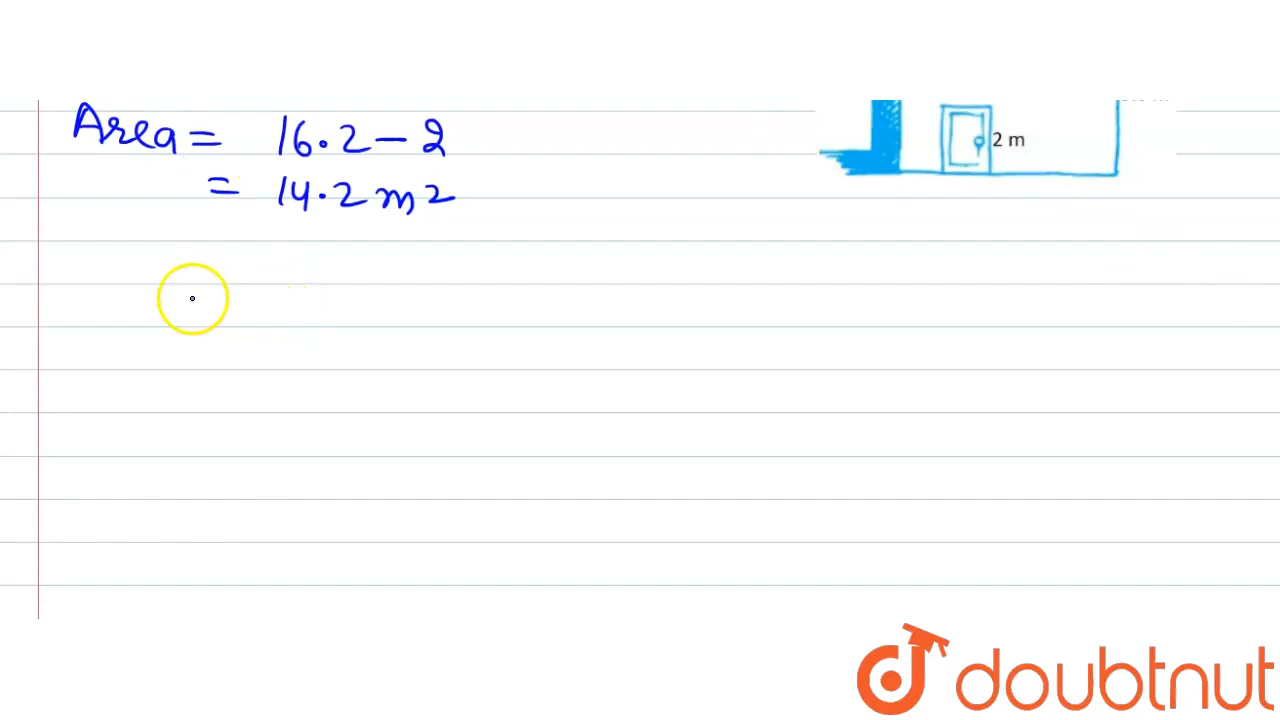 Area = 16.2 - 2
= 14.2 m2
2 m
doubtnut